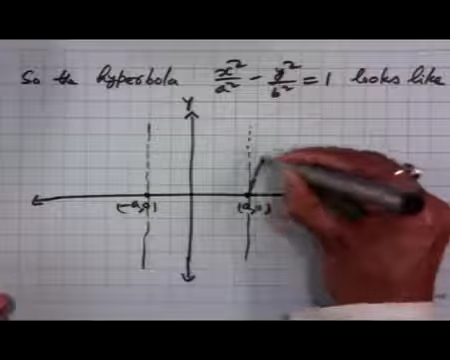 So the hyperbola x²/a² - y²/b² = 1 looks like
Y
(-a,0) (a,0)